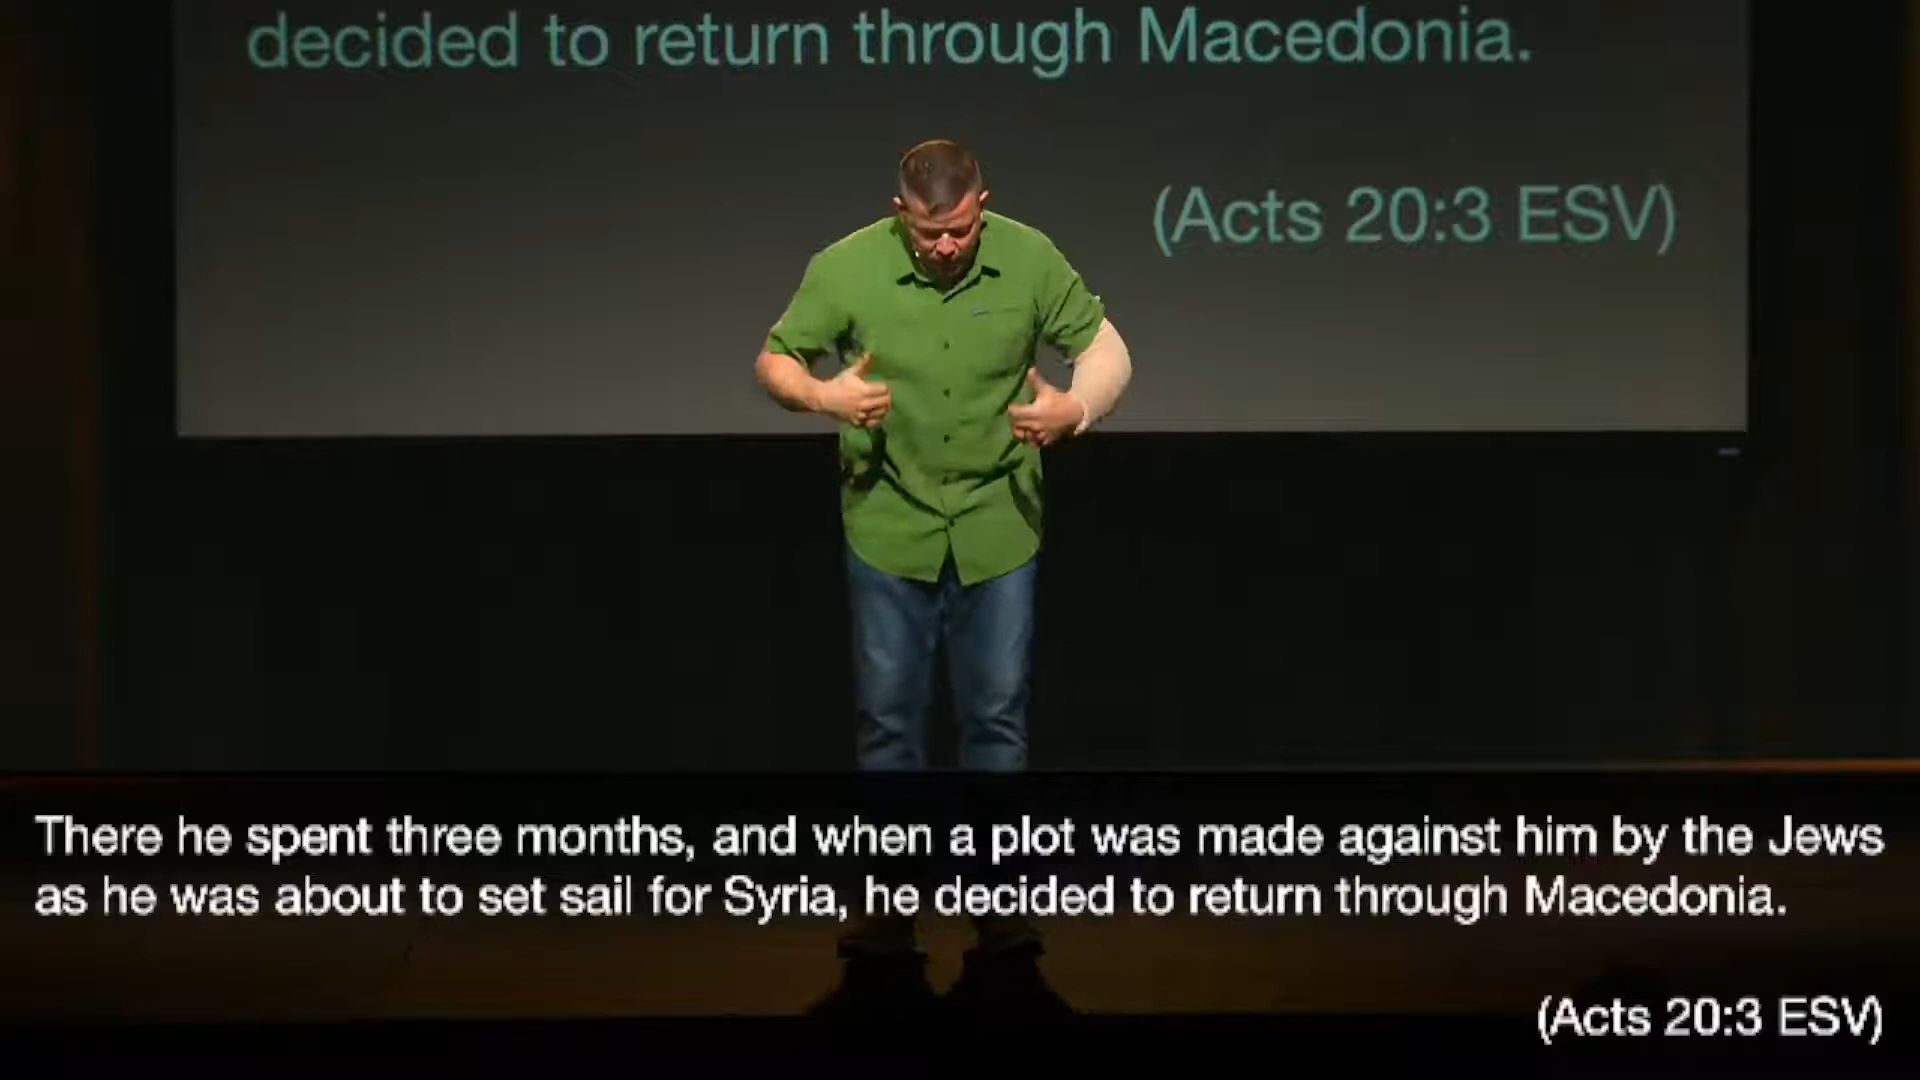 decided to return through Macedonia.
(Acts 20:3 ESV)
There he spent three months, and when a plot was made against him by the Jews
as he was about to set sail for Syria, he decided to return through Macedonia.
(Acts 20:3 ESV)